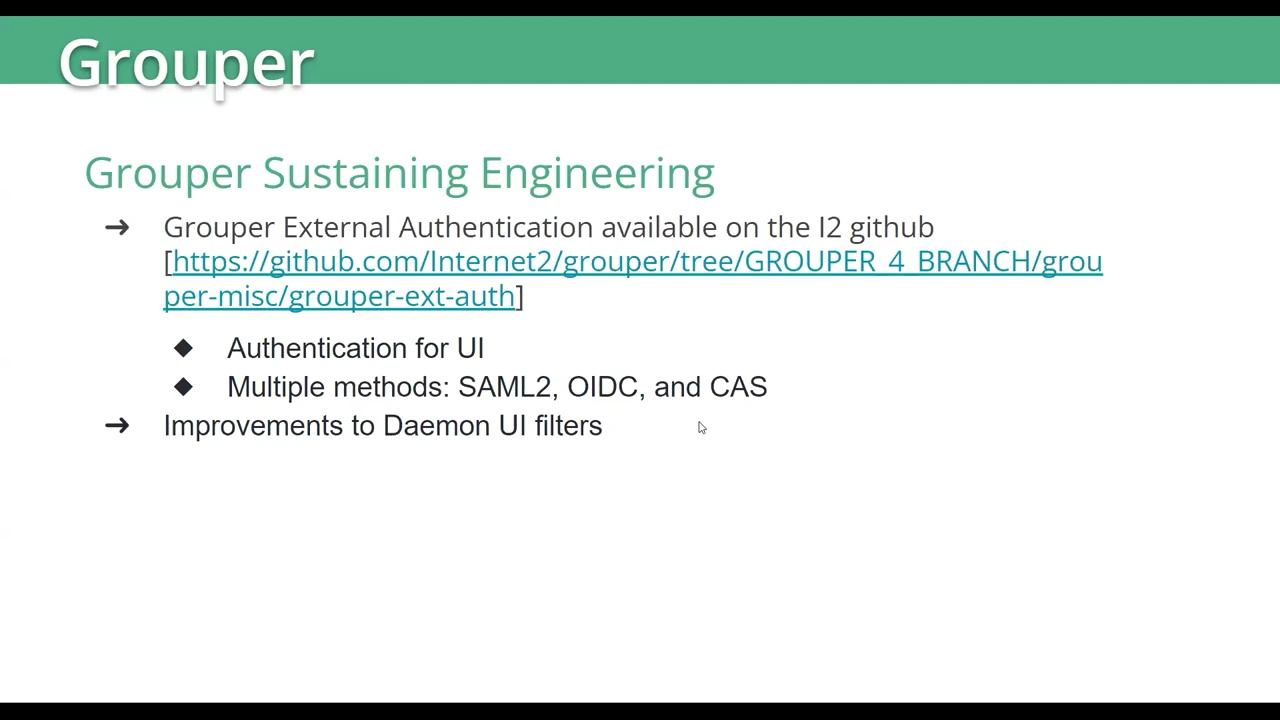 Grouper
Grouper Sustaining Engineering
➔ Grouper External Authentication available on the I2 github
[https://github.com/Internet2/grouper/tree/GROUPER_4_BRANCH/grou
per-misc/grouper-ext-auth]
◆ Authentication for UI
◆ Multiple methods: SAML2, OIDC, and CAS
➔ Improvements to Daemon UI filters